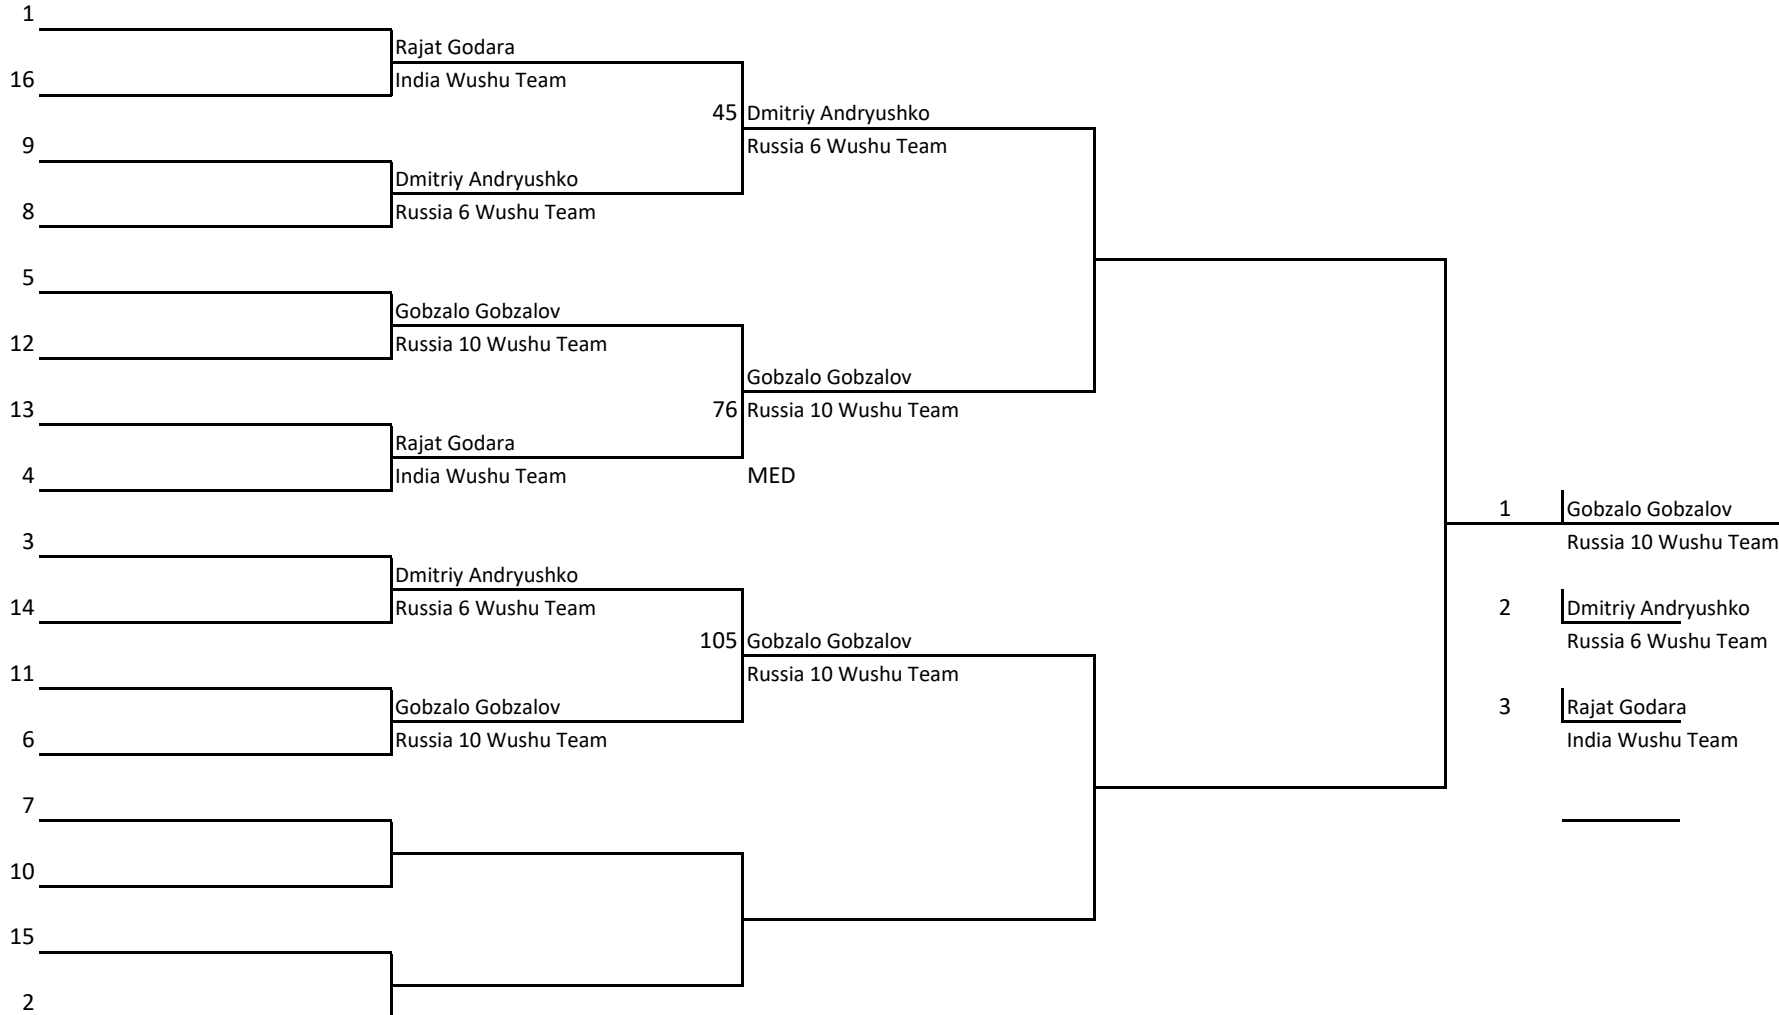 1
Rajat Godara
16
India Wushu Team
45
Dmitriy Andryushko
9
Russia 6 Wushu Team
Dmitriy Andryushko
8
Russia 6 Wushu Team
5
Gobzalo Gobzalov
12
Russia 10 Wushu Team
Gobzalo Gobzalov
13
76
Russia 10 Wushu Team
Rajat Godara
4
India Wushu Team
MED
1
Gobzalo Gobzalov
3
Russia 10 Wushu Team
Dmitriy Andryushko
14
Russia 6 Wushu Team
2
Dmitriy Andryushko
105
Gobzalo Gobzalov
Russia 6 Wushu Team
11
Russia 10 Wushu Team
Gobzalo Gobzalov
3
Rajat Godara
6
Russia 10 Wushu Team
India Wushu Team
7
10
15
2